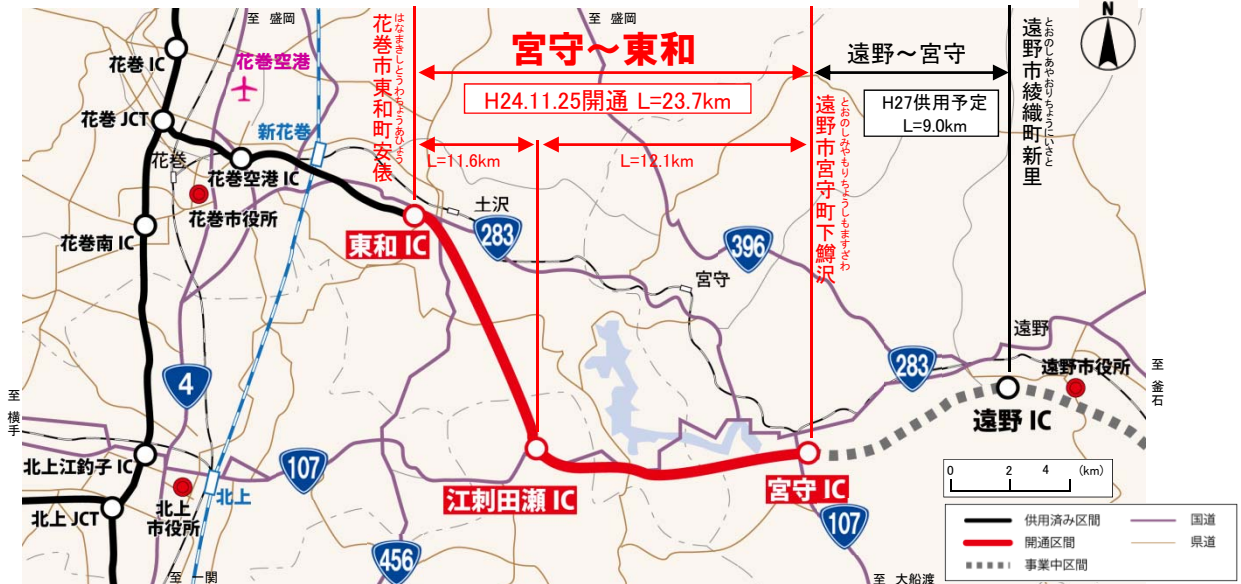 至 盛岡
至 盛岡
N
花巻 IC
花巻空港
はなまきしとうわちょうあひょう
花巻市東和町安俵
宮守~東和
遠野~宮守
H24.11.25開通 L=23.7km
H27供用予定
L=9.0km
とおのしあやおりちょうにいさと
遠野市綾織町新里
花巻 JCT
新花巻
花巻
花巻空港 IC
L=11.6km
L=12.1km
とおのしみやもりちょうしもますざわ
遠野市宮守町下鱒沢
花巻市役所
土沢
花巻南 IC
東和 IC
283
396
宮守
遠野
4
283
遠野市役所
至 釜石
至 横手
遠野 IC
北上江釣子 IC
107
北上
江刺田瀬 IC
宮守 IC
0 2 4 (km)
北上 JCT
北上
市役所
107
456
供用済み区間
国道
開通区間
県道
事業中区間
至 一関
至 大船渡